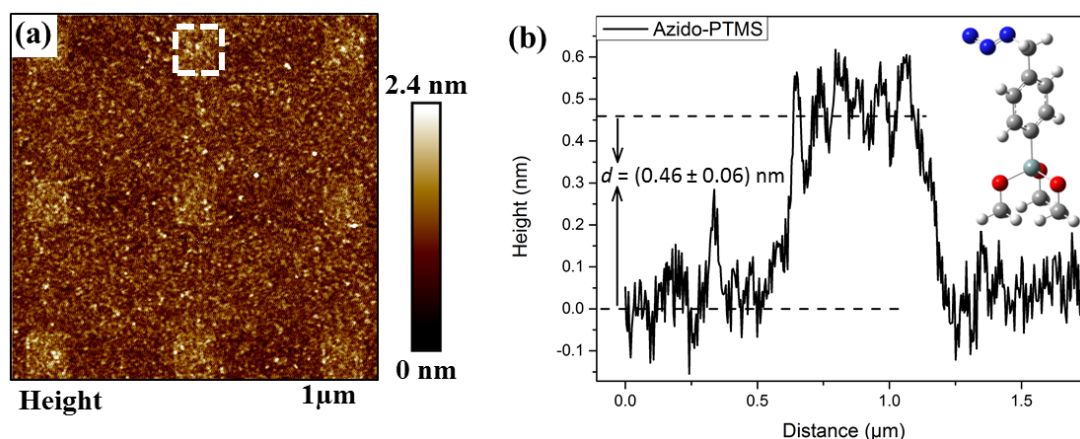 (a)
2.4 nm
0 nm
Height
1µm
(b)
Azido-PTMS
Height (nm)
0.6
0.5
0.4
0.3
0.2
0.1
0.0
-0.1
d = (0.46 ± 0.06) nm
0.0
0.5
1.0
1.5
Distance (µm)